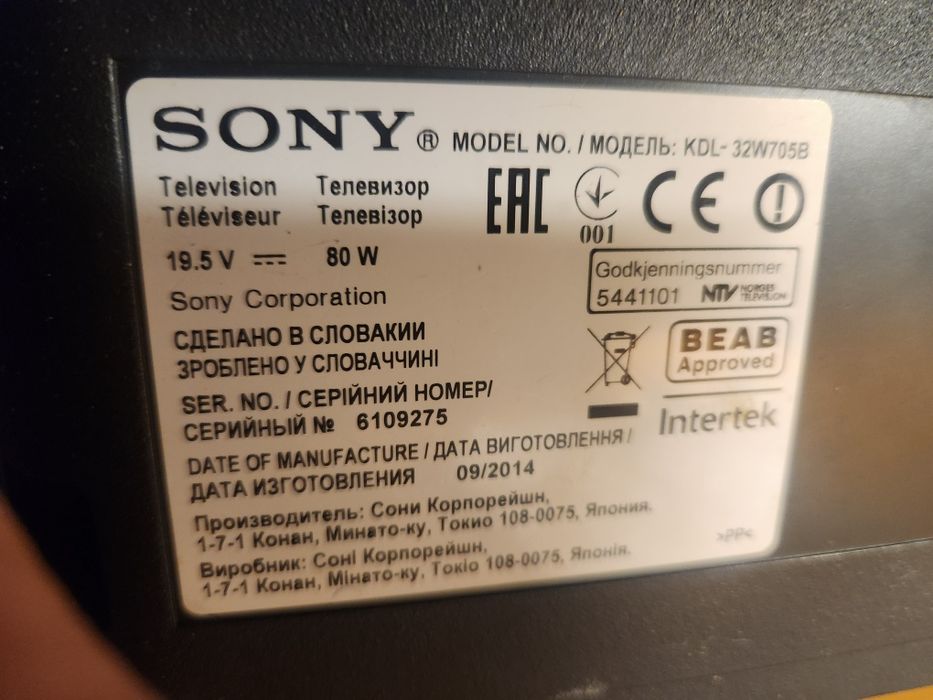 SONY® MODEL NO. / МОДЕЛЬ: KDL- 32W705B
Television Телевизор
Téléviseur Телевізор
EAC
001
CE
19.5 V 80 W
Godkjenningsnummer
5441101 NTV NORGES TELEVISJON
Sony Corporation
СДЕЛАНО В СЛОВАКИИ
ЗРОБЛЕНО У СЛОВАЧЧИНІ
BEAB
Approved
SER. NO. / СЕРІЙНИЙ НОМЕР/
СЕРИЙНЫЙ № 6109275
Intertek
DATE OF MANUFACTURE / ДАТА ВИГОТОВЛЕННЯ /
ДАТА ИЗГОТОВЛЕНИЯ 09/2014
Производитель: Сони Корпорейшн,
1-7-1 Конан, Минато-ку, Токио 108-0075, Япония.
Виробник: Соні Корпорейшн,
1-7-1 Конан, Мінато-ку, Токіо 108-0075, Японія.
>PP<